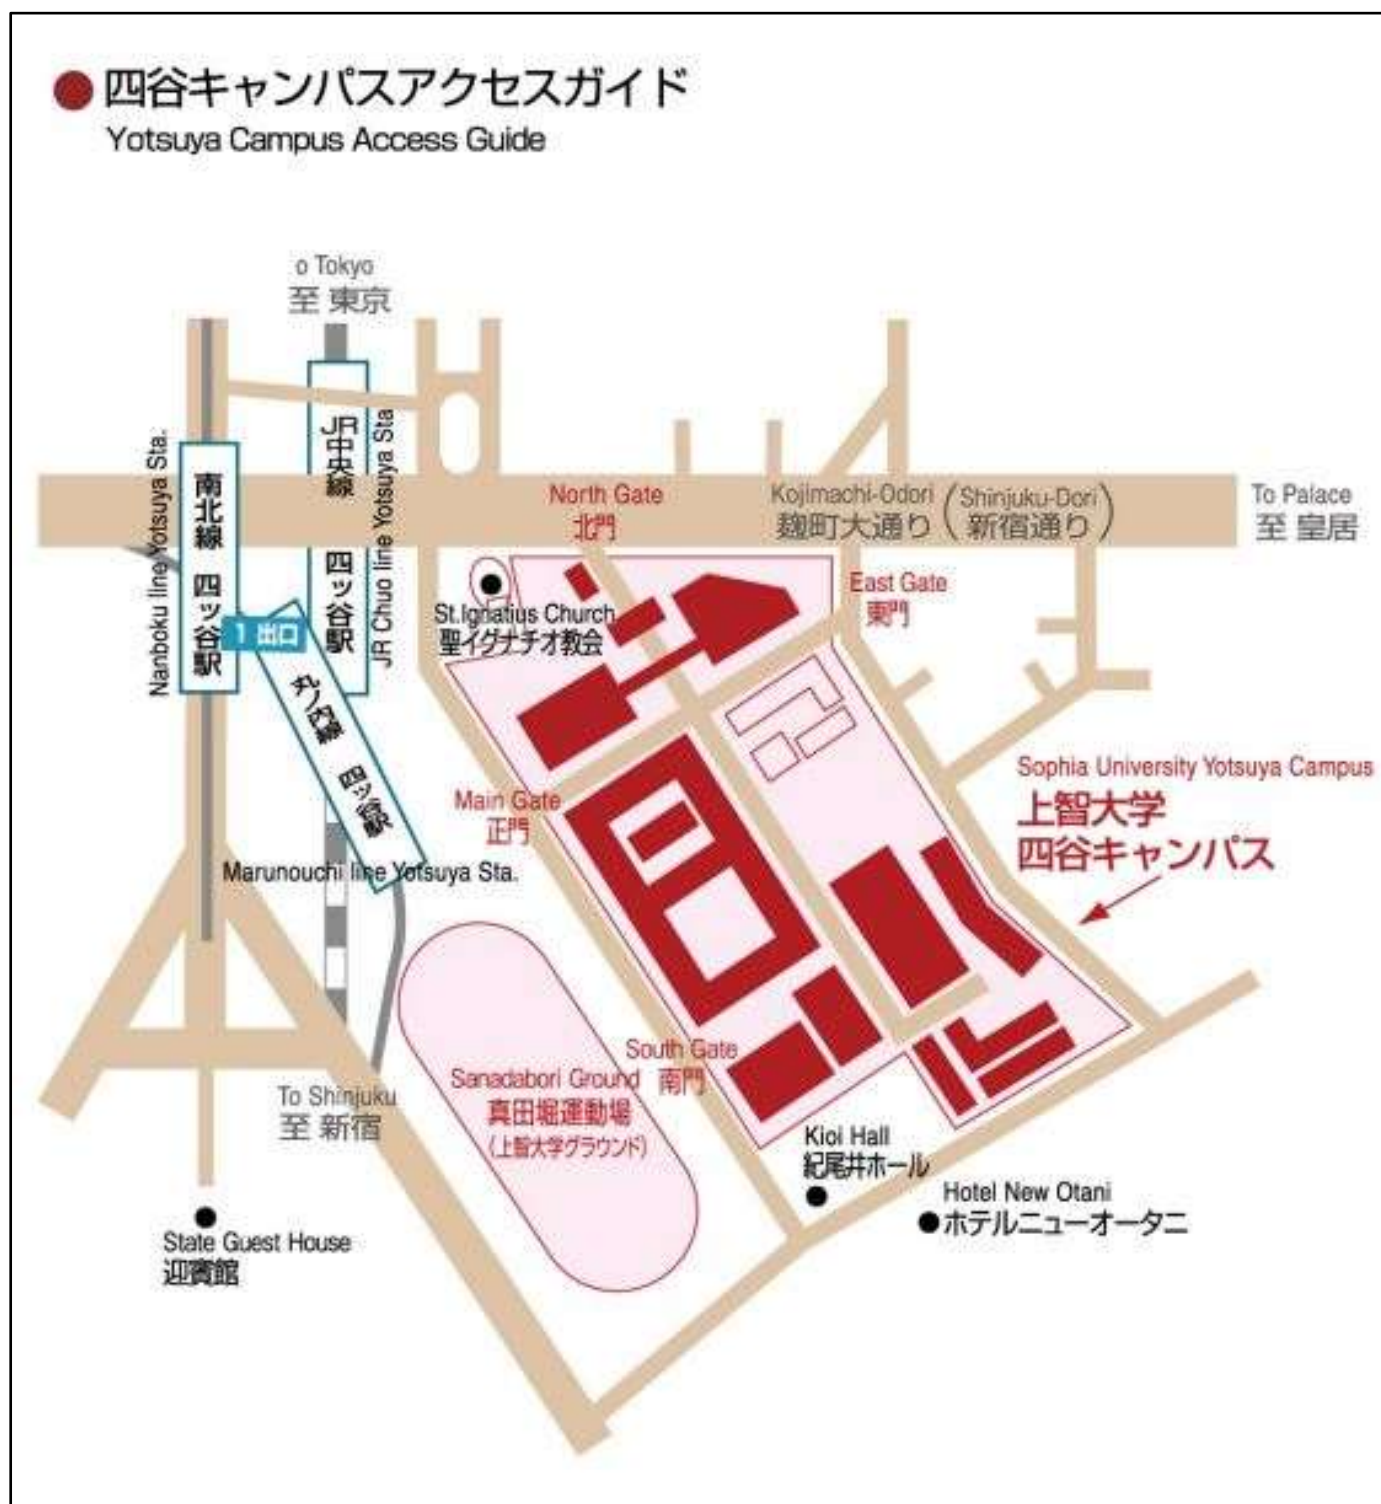 四谷キャンパスアクセスガイド
Yotsuya Campus Access Guide
o Tokyo
至 東京
JR中央線 四ッ谷駅
JR Chuo line Yotsuya Sta
Nanboku line Yotsuya Sta.
南北線 四ッ谷駅
North Gate
北門
Kojimachi-Odori
麹町大通り
(Shinjuku-Dori)
(新宿通り)
To Palace
至 皇居
East Gate
東門
St.Ignatius Church
聖イグナチオ教会
1出口
丸ノ内線 四ッ谷駅
Marunouchi line Yotsuya Sta.
Main Gate
正門
Sophia University Yotsuya Campus
上智大学
四谷キャンパス
South Gate
南門
Sanadabori Ground
真田堀運動場
(上智大学グラウンド)
To Shinjuku
至 新宿
Kioi Hall
紀尾井ホール
Hotel New Otani
ホテルニューオータニ
State Guest House
迎賓館